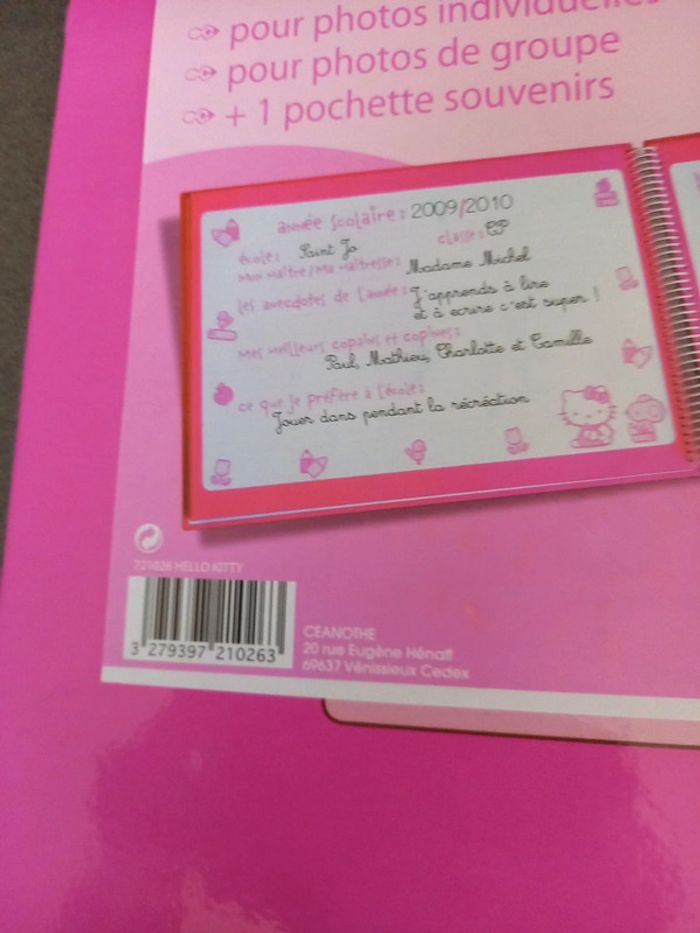 pour photos individuelles
pour photos de groupe
+ 1 pochette souvenirs
année scolaire : 2009/2010
école : Saint Jo classe : CP
Mon maître / Ma maîtresse : Madame Michel
les anecdotes de l'année : J'apprends à lire
et à ecrire c'est super !
Mes meilleurs copains et copines :
Paul, Mathieu, Charlotte et Camille
ce que je préfère à l'école :
Jouer dans pendant la récréation
721026 HELLO KITTY
3 279397 210263
CEANOTHE
20 rue Eugène Hénaff
69637 Vénissieux Cedex